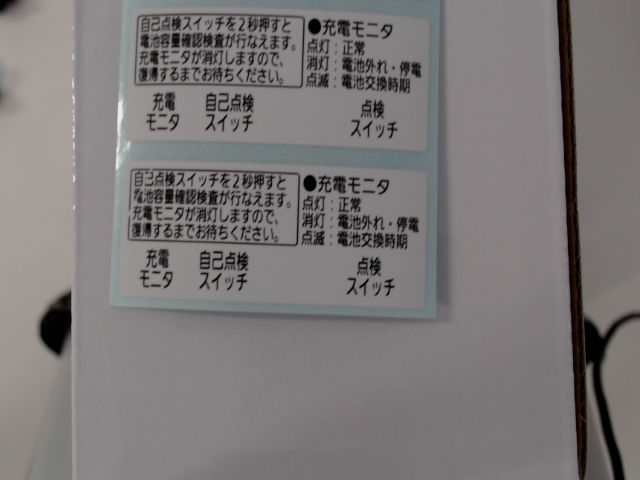 自己点検スイッチを2秒押すと
電池容量確認検査が行なえます。
充電モニタが消灯しますので、
復帰するまでお待ちください。
●充電モニタ
点灯：正常
消灯：電池外れ・停電
点滅：電池交換時期
充電
モニタ
自己点検
スイッチ
点検
スイッチ
自己点検スイッチを2秒押すと
電池容量確認検査が行なえます。
充電モニタが消灯しますので、
復帰するまでお待ちください。
●充電モニタ
点灯：正常
消灯：電池外れ・停電
点滅：電池交換時期
充電
モニタ
自己点検
スイッチ
点検
スイッチ